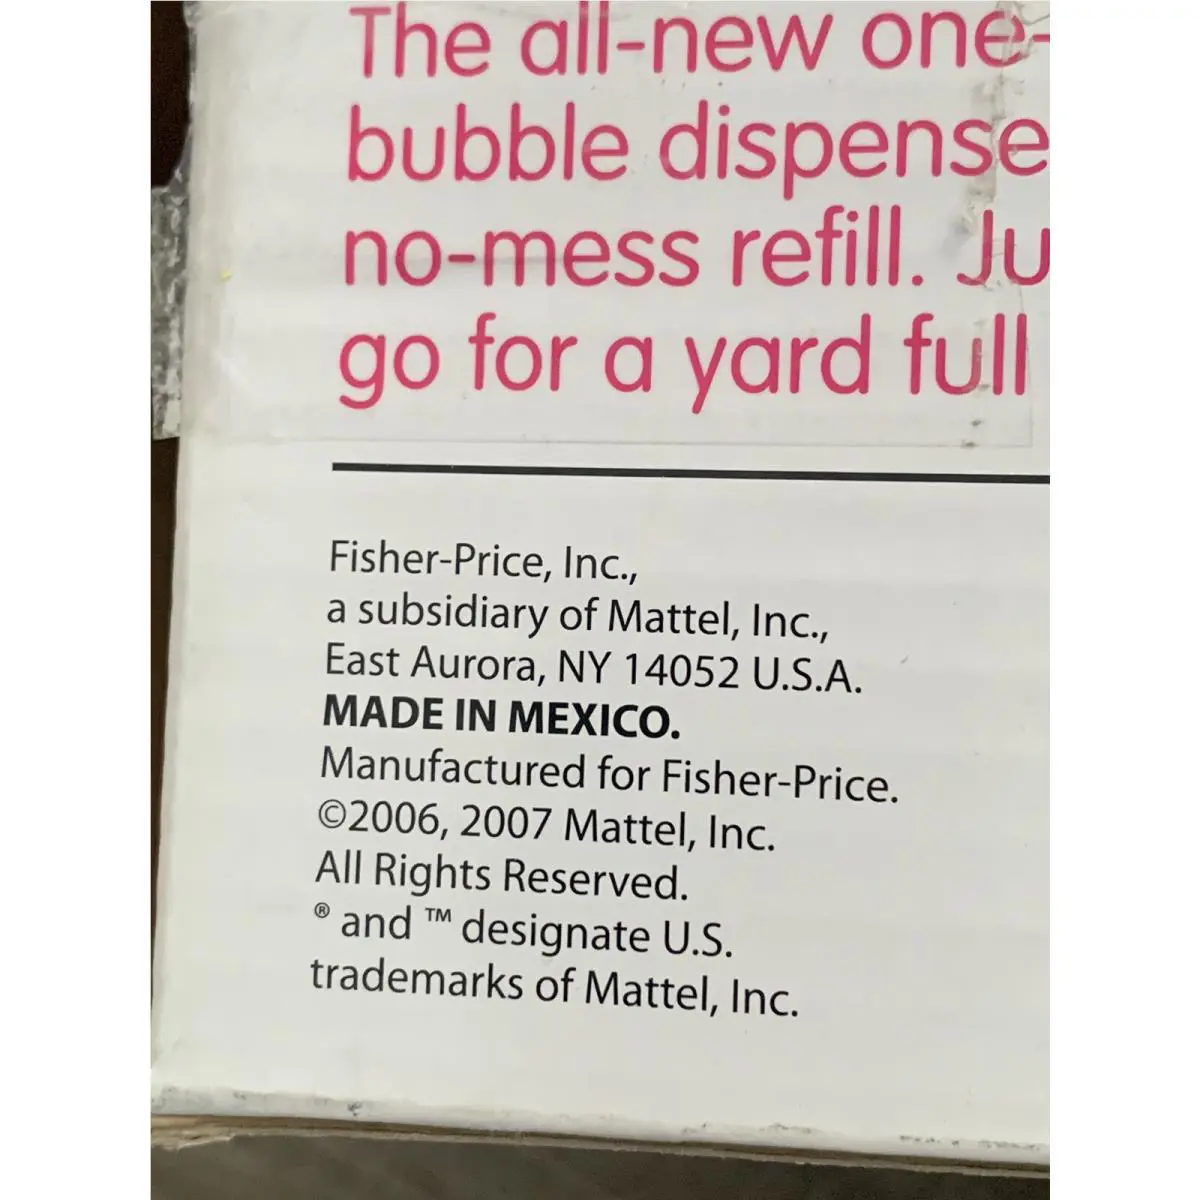 The all-new one-
bubble dispense
no-mess refill. Ju
go for a yard full
Fisher-Price, Inc.,
a subsidiary of Mattel, Inc.,
East Aurora, NY 14052 U.S.A.
MADE IN MEXICO.
Manufactured for Fisher-Price.
©2006, 2007 Mattel, Inc.
All Rights Reserved.
® and ™ designate U.S.
trademarks of Mattel, Inc.